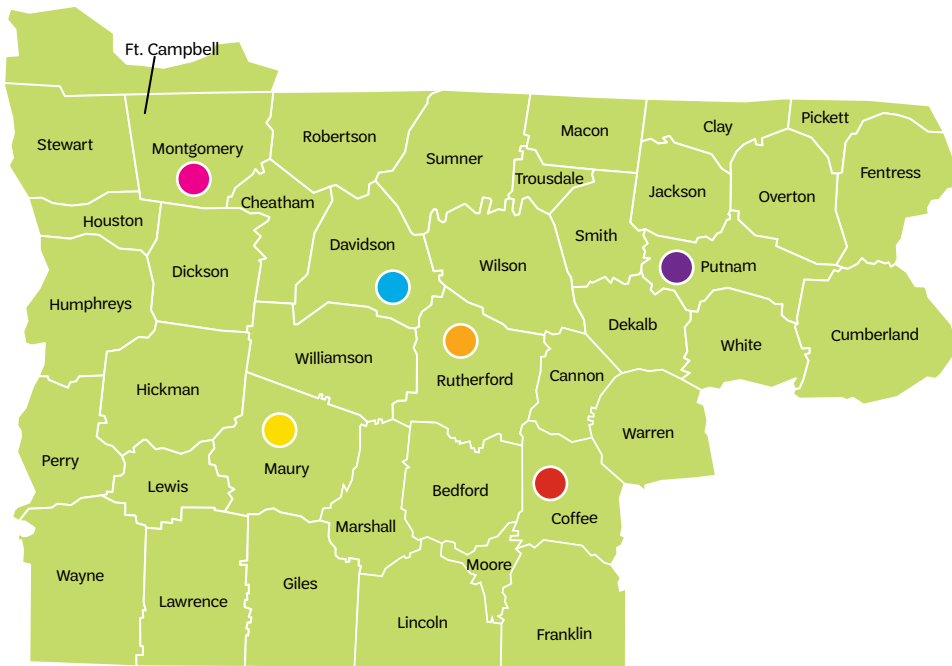 Ft. Campbell
Pickett
Clay
Macon
Robertson
Stewart
Montgomery
Sumner
Fentress
Trousdale
Jackson
Overton
Cheatham
Houston
Smith
Davidson
Wilson
Putnam
Dickson
Humphreys
Dekalb
Cumberland
White
Williamson
Cannon
Rutherford
Hickman
Warren
Perry
Maury
Lewis
Bedford
Coffee
Marshall
Moore
Wayne
Giles
Lawrence
Lincoln
Franklin